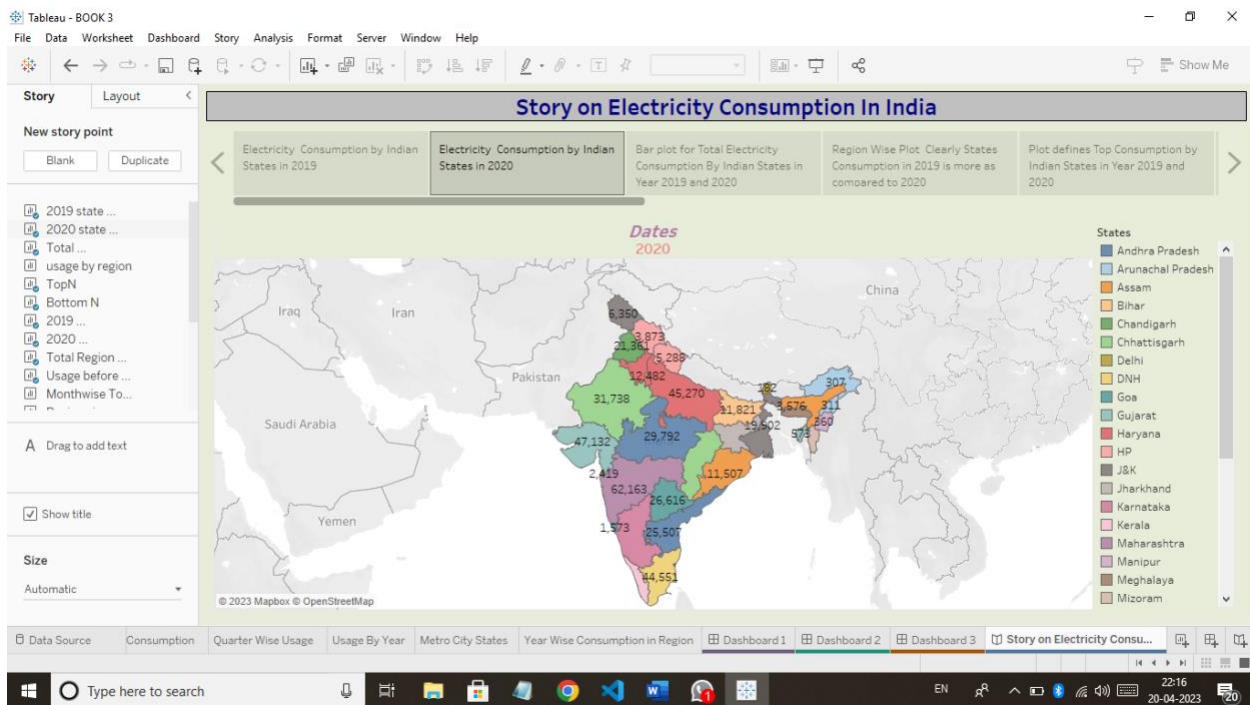 Tableau - BOOK 3
File Data Worksheet Dashboard Story Analysis Format Server Window Help
Show Me
Story Layout
New story point
Blank Duplicate
2019 state ...
2020 state ...
Total ...
usage by region
TopN
Bottom N
2019 ...
2020 ...
Total Region ...
Usage before ...
Monthwise To...
A Drag to add text
Show title
Size
Automatic
Story on Electricity Consumption In India
Electricity Consumption by Indian
States in 2019
Electricity Consumption by Indian
States in 2020
Bar plot for Total Electricity
Consumption By Indian States in
Year 2019 and 2020
Region Wise Plot Clearly States
Consumption in 2019 is more as
compared to 2020
Plot defines Top Consumption by
Indian States in Year 2019 and
2020
Dates
2020
Iraq
Iran
China
Pakistan
Saudi Arabia
Yemen
6,350
3,873
21,361
5,288
12,482
31,738
45,270
182
307
11,821
3,676
311
360
19,902
573
47,132
29,792
2,419
11,507
62,163
26,616
1,573
25,507
44,551
© 2023 Mapbox © OpenStreetMap
States
Andhra Pradesh
Arunachal Pradesh
Assam
Bihar
Chandigarh
Chhattisgarh
Delhi
DNH
Goa
Gujarat
Haryana
HP
J&K
Jharkhand
Karnataka
Kerala
Maharashtra
Manipur
Meghalaya
Mizoram
Data Source Consumption Quarter Wise Usage Usage By Year Metro City States Year Wise Consumption in Region Dashboard 1 Dashboard 2 Dashboard 3 Story on Electricity Consu...
Type here to search
EN
22:16
20-04-2023
20